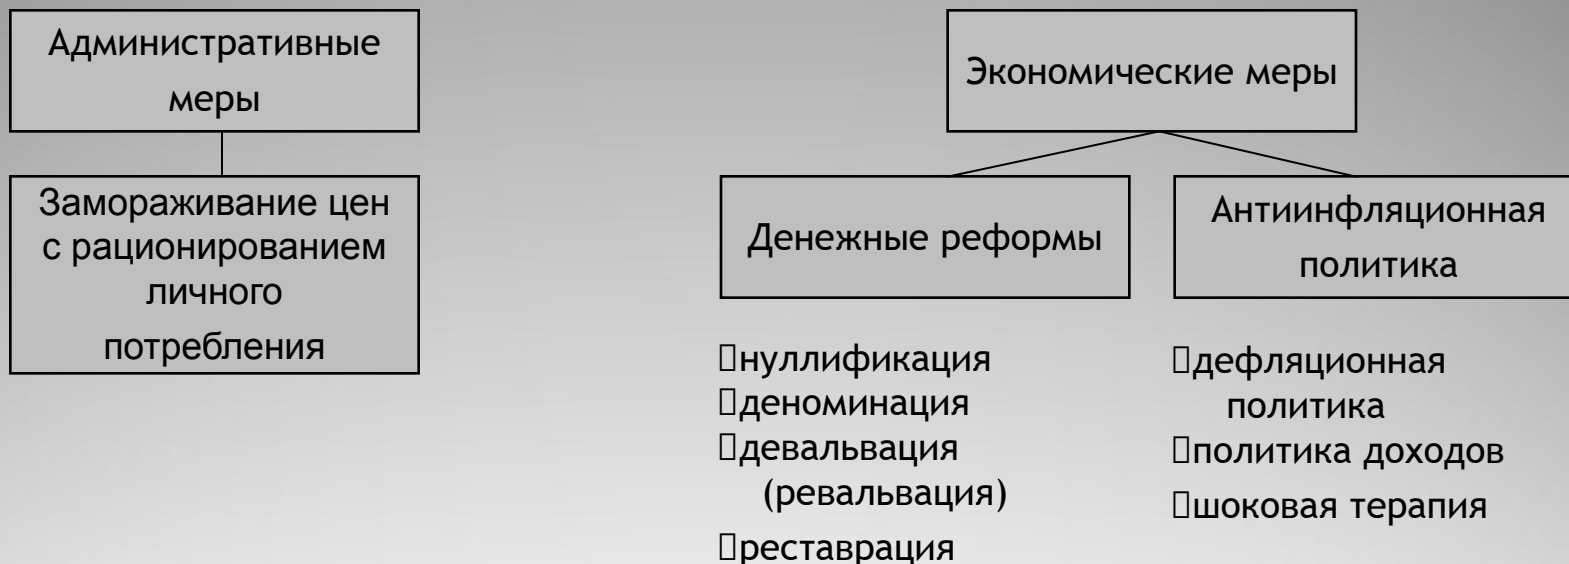 Административные
меры
Экономические меры
Замораживание цен
с рационированием
личного
потребления
Денежные реформы
Антиинфляционная
политика
нуллификация
деноминация
девальвация
(ревальвация)
реставрация
дефляционная
политика
политика доходов
шоковая терапия